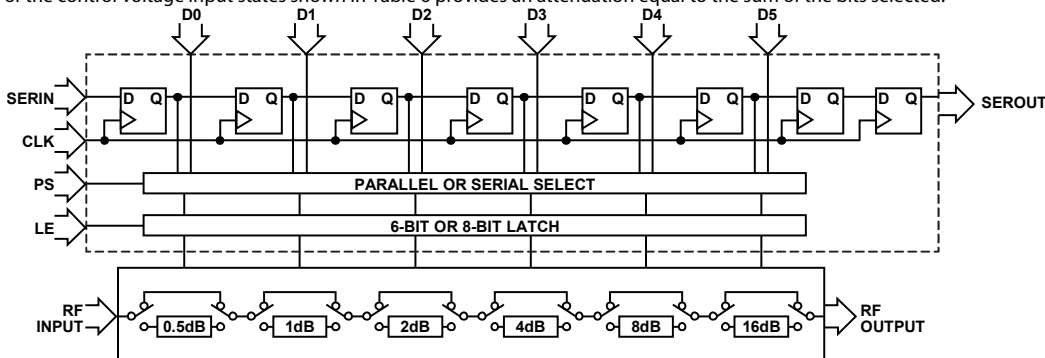 of the control voltage input states shown in Table 6 provides an attenuation equal to the sum of the bits selected.
D0 D1 D2 D3 D4 D5
SERIN D Q D Q D Q D Q D Q D Q D Q D Q SEROUT
CLK
PS PARALLEL OR SERIAL SELECT
LE 6-BIT OR 8-BIT LATCH
RF INPUT 0.5dB 1dB 2dB 4dB 8dB 16dB RF OUTPUT